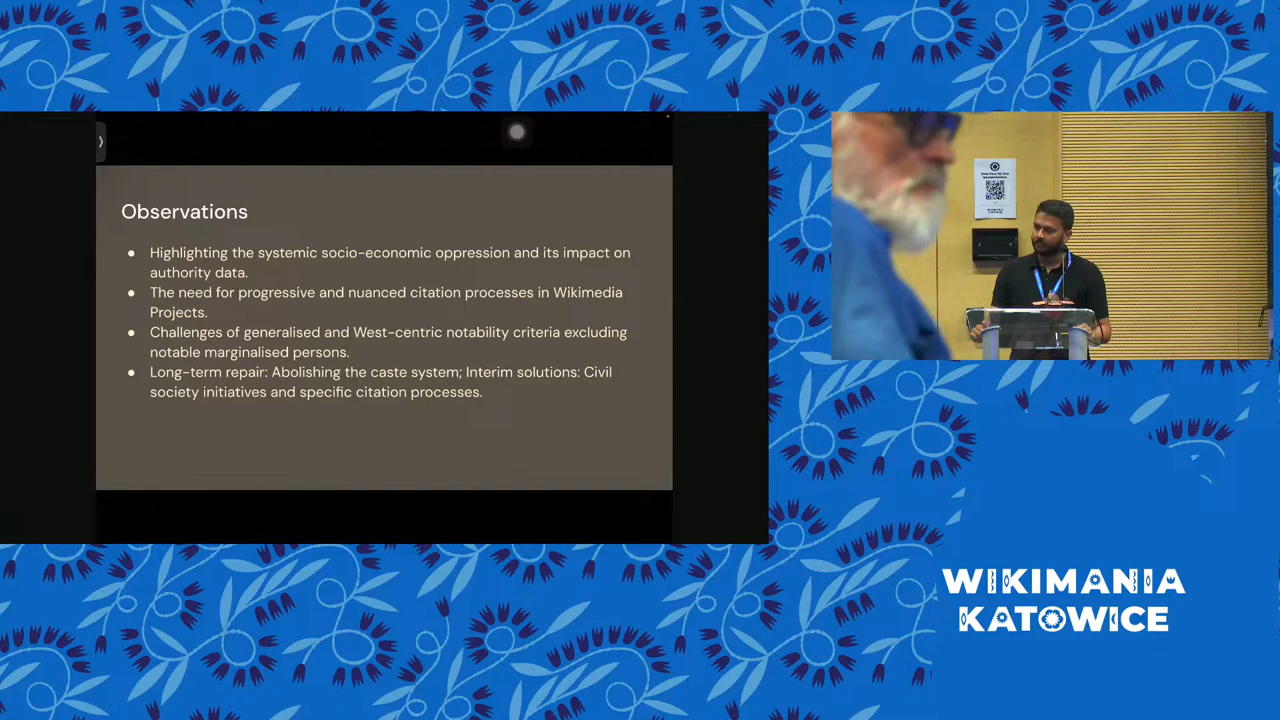 Observations
● Highlighting the systemic socio-economic oppression and its impact on
authority data.
● The need for progressive and nuanced citation processes in Wikimedia
Projects.
● Challenges of generalised and West-centric notability criteria excluding
notable marginalised persons.
● Long-term repair: Abolishing the caste system; Interim solutions: Civil
society initiatives and specific citation processes.
WIKIMANIA
KATOWICE